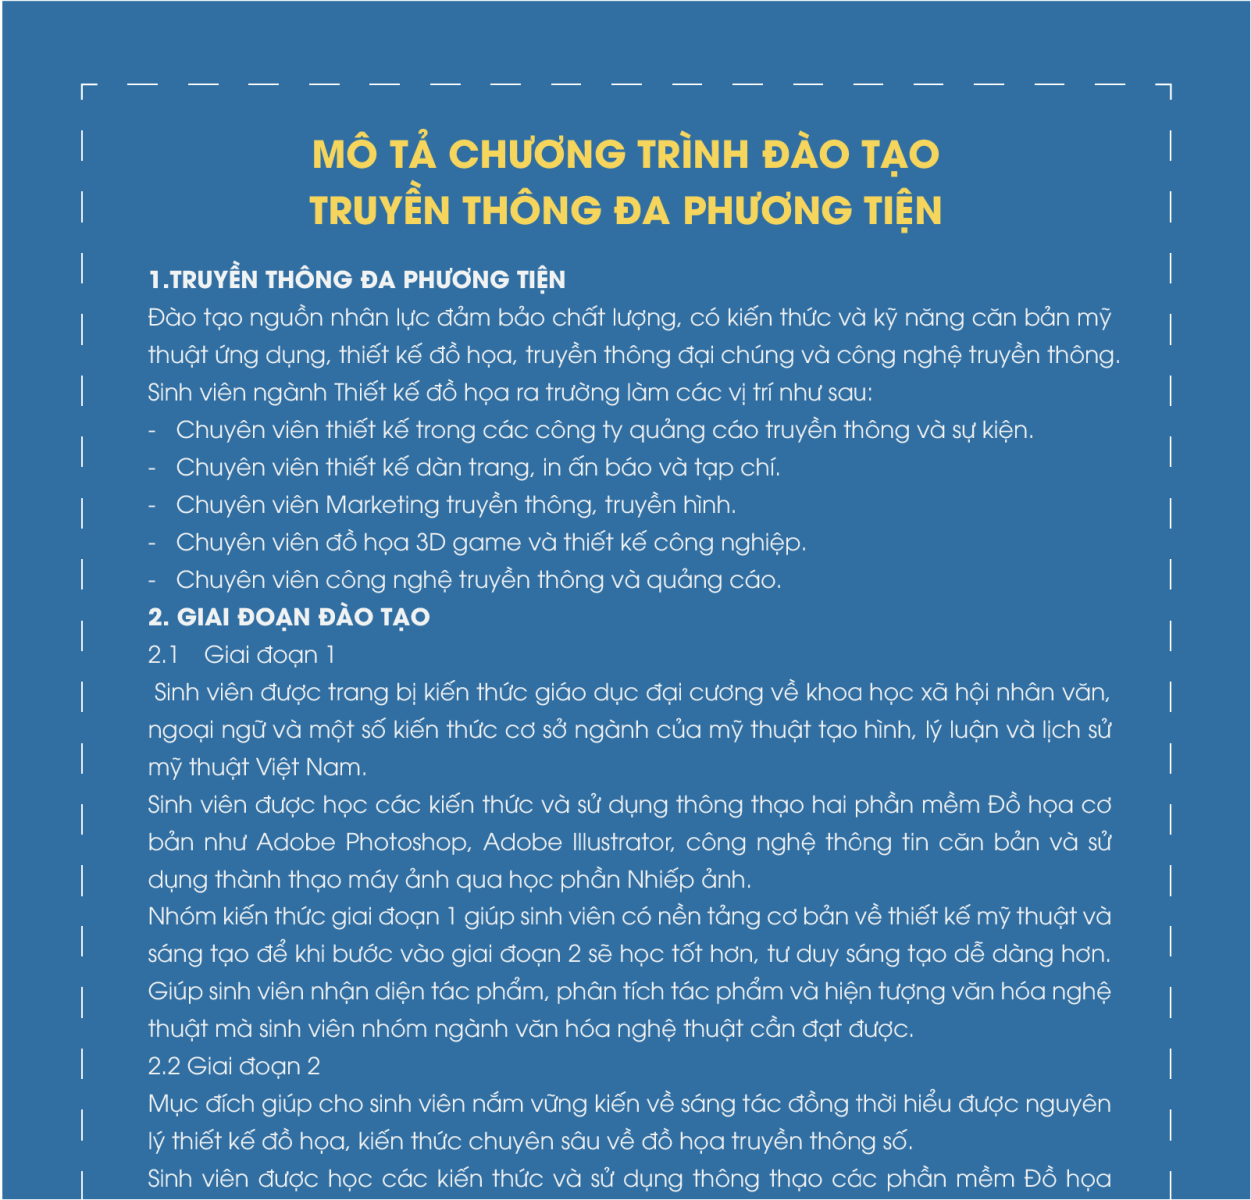 MÔ TẢ CHƯƠNG TRÌNH ĐÀO TẠO
TRUYỀN THÔNG ĐA PHƯƠNG TIỆN
1.TRUYỀN THÔNG ĐA PHƯƠNG TIỆN
Đào tạo nguồn nhân lực đảm bảo chất lượng, có kiến thức và kỹ năng căn bản mỹ
thuật ứng dụng, thiết kế đồ họa, truyền thông đại chúng và công nghệ truyền thông.
Sinh viên ngành Thiết kế đồ họa ra trường làm các vị trí như sau:
- Chuyên viên thiết kế trong các công ty quảng cáo truyền thông và sự kiện.
- Chuyên viên thiết kế dàn trang, in ấn báo và tạp chí.
- Chuyên viên Marketing truyền thông, truyền hình.
- Chuyên viên đồ họa 3D game và thiết kế công nghiệp.
- Chuyên viên công nghệ truyền thông và quảng cáo.
2. GIAI ĐOẠN ĐÀO TẠO
2.1 Giai đoạn 1
Sinh viên được trang bị kiến thức giáo dục đại cương về khoa học xã hội nhân văn,
ngoại ngữ và một số kiến thức cơ sở ngành của mỹ thuật tạo hình, lý luận và lịch sử
mỹ thuật Việt Nam.
Sinh viên được học các kiến thức và sử dụng thông thạo hai phần mềm Đồ họa cơ
bản như Adobe Photoshop, Adobe Illustrator, công nghệ thông tin căn bản và sử
dụng thành thạo máy ảnh qua học phần Nhiếp ảnh.
Nhóm kiến thức giai đoạn 1 giúp sinh viên có nền tảng cơ bản về thiết kế mỹ thuật và
sáng tạo để khi bước vào giai đoạn 2 sẽ học tốt hơn, tư duy sáng tạo dễ dàng hơn.
Giúp sinh viên nhận diện tác phẩm, phân tích tác phẩm và hiện tượng văn hóa nghệ
thuật mà sinh viên nhóm ngành văn hóa nghệ thuật cần đạt được.
2.2 Giai đoạn 2
Mục đích giúp cho sinh viên nắm vững kiến về sáng tác đồng thời hiểu được nguyên
lý thiết kế đồ họa, kiến thức chuyên sâu về đồ họa truyền thông số.
Sinh viên được học các kiến thức và sử dụng thông thạo các phần mềm Đồ họa